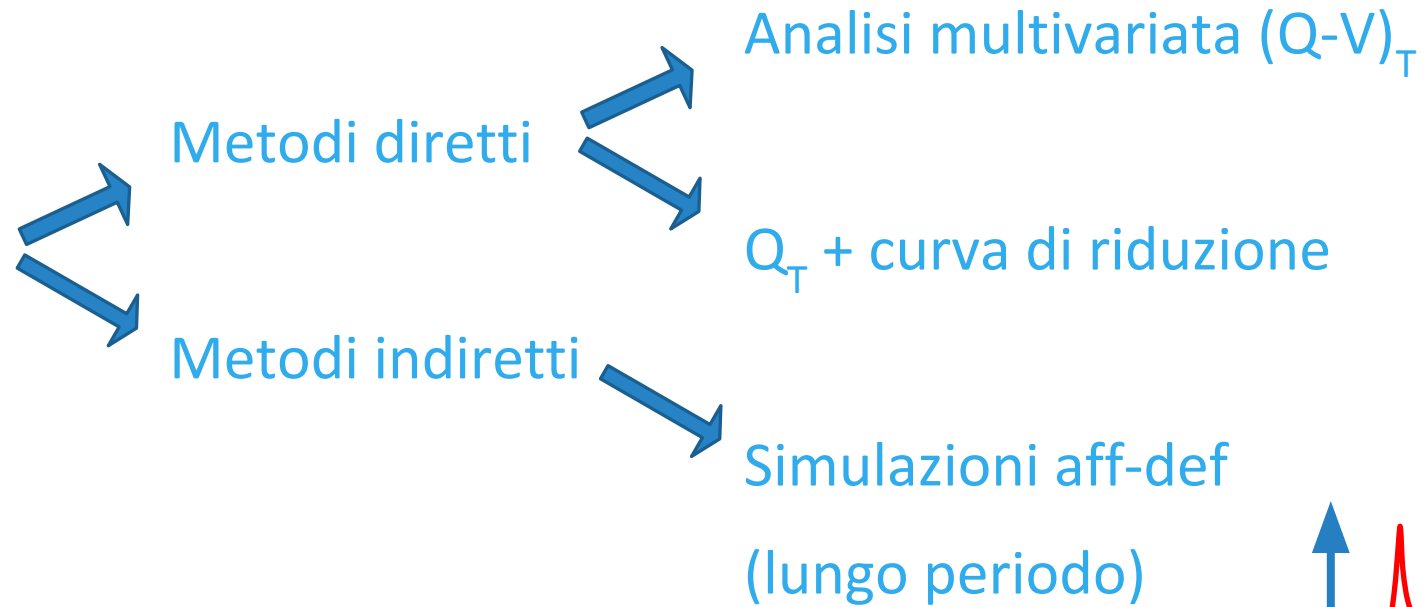 Analisi multivariata (Q-V)T
Metodi diretti
QT + curva di riduzione
Metodi indiretti
Simulazioni aff-def
(lungo periodo)